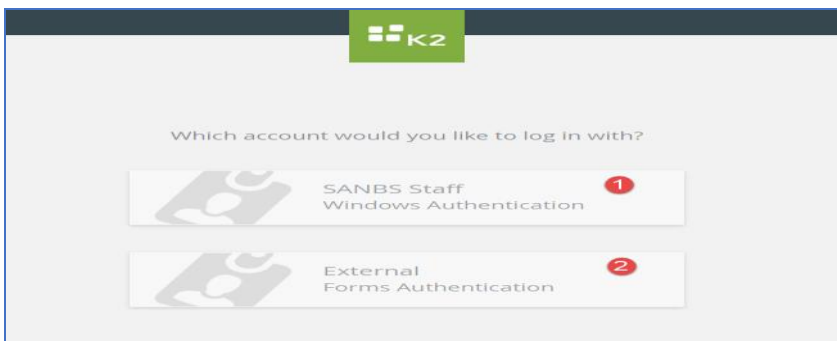 K2
Which account would you like to log in with?
SANBS Staff
1
Windows Authentication
External
2
Forms Authentication